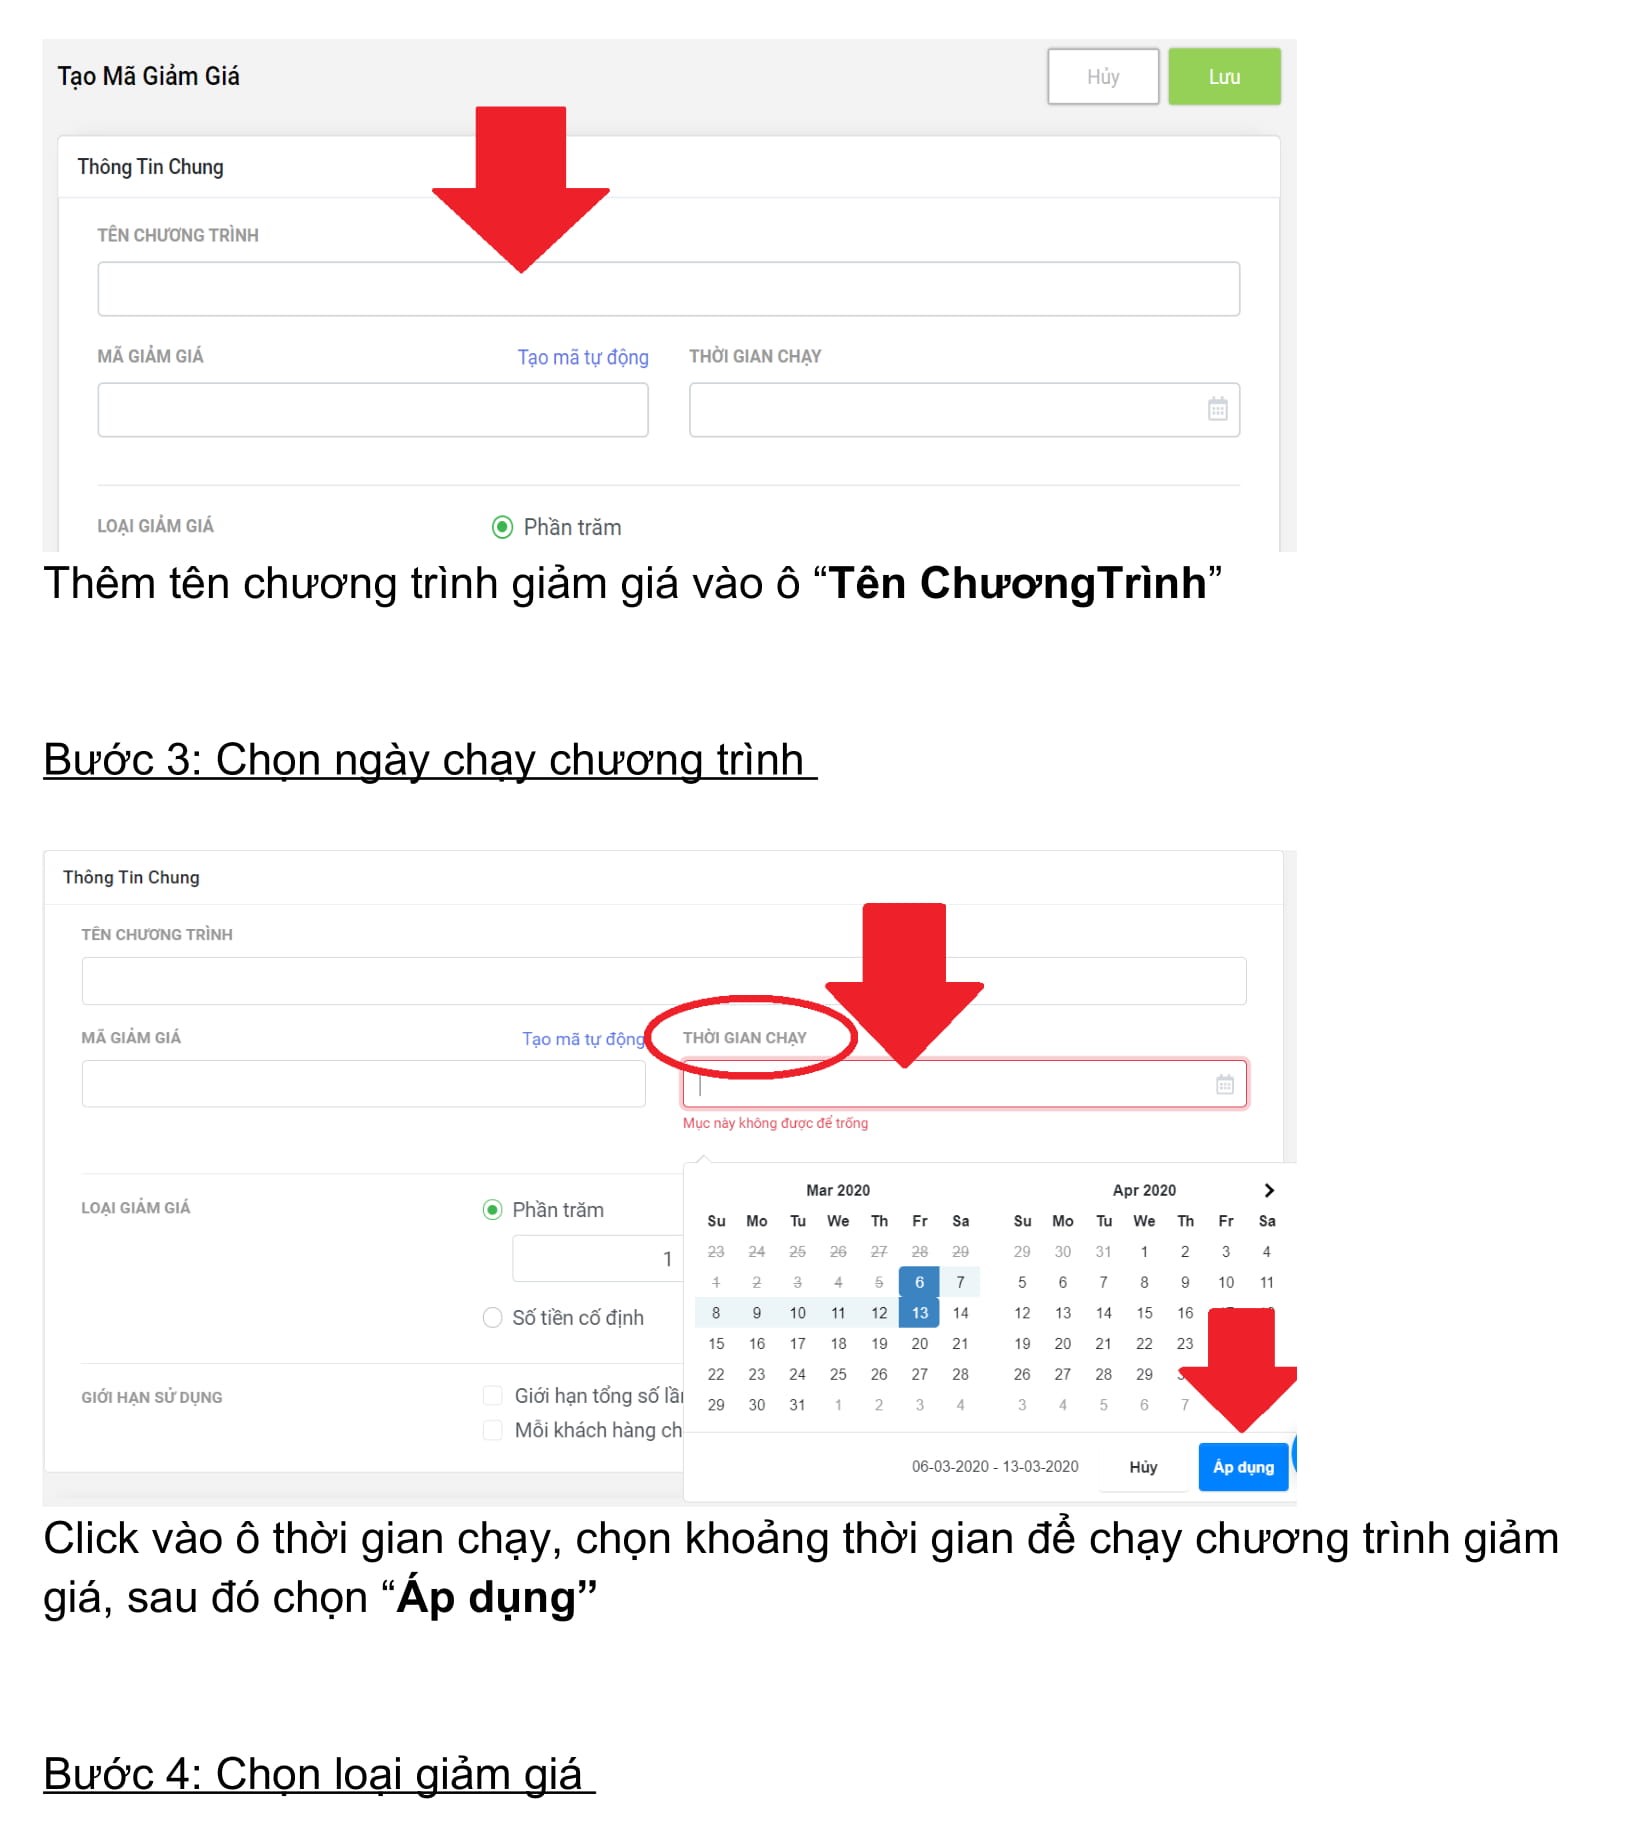 Tạo Mã Giảm Giá
Hủy
Lưu
Thông Tin Chung
TÊN CHƯƠNG TRÌNH
MÃ GIẢM GIÁ
Tạo mã tự động
THỜI GIAN CHẠY
LOẠI GIẢM GIÁ
Phần trăm
Thêm tên chương trình giảm giá vào ô “Tên ChươngTrình”
Bước 3: Chọn ngày chạy chương trình
Thông Tin Chung
TÊN CHƯƠNG TRÌNH
MÃ GIẢM GIÁ
Tạo mã tự động
THỜI GIAN CHẠY
Mục này không được để trống
LOẠI GIẢM GIÁ
Phần trăm
1
Số tiền cố định
GIỚI HẠN SỬ DỤNG
Giới hạn tổng số
Mỗi khách hàng
Mar 2020
Su Mo Tu We Th Fr Sa
23 24 25 26 27 28 29
1 2 3 4 5 6 7
8 9 10 11 12 13 14
15 16 17 18 19 20 21
22 23 24 25 26 27 28
29 30 31 1 2 3 4
Apr 2020
Su Mo Tu We Th Fr Sa
29 30 31 1 2 3 4
5 6 7 8 9 10 11
12 13 14 15 16
19 20 21 22 23
26 27 28 29
3 4 5 6 7
06-03-2020 - 13-03-2020
Hủy
Áp dụng
Click vào ô thời gian chạy, chọn khoảng thời gian để chạy chương trình giảm
giá, sau đó chọn “Áp dụng”
Bước 4: Chọn loại giảm giá